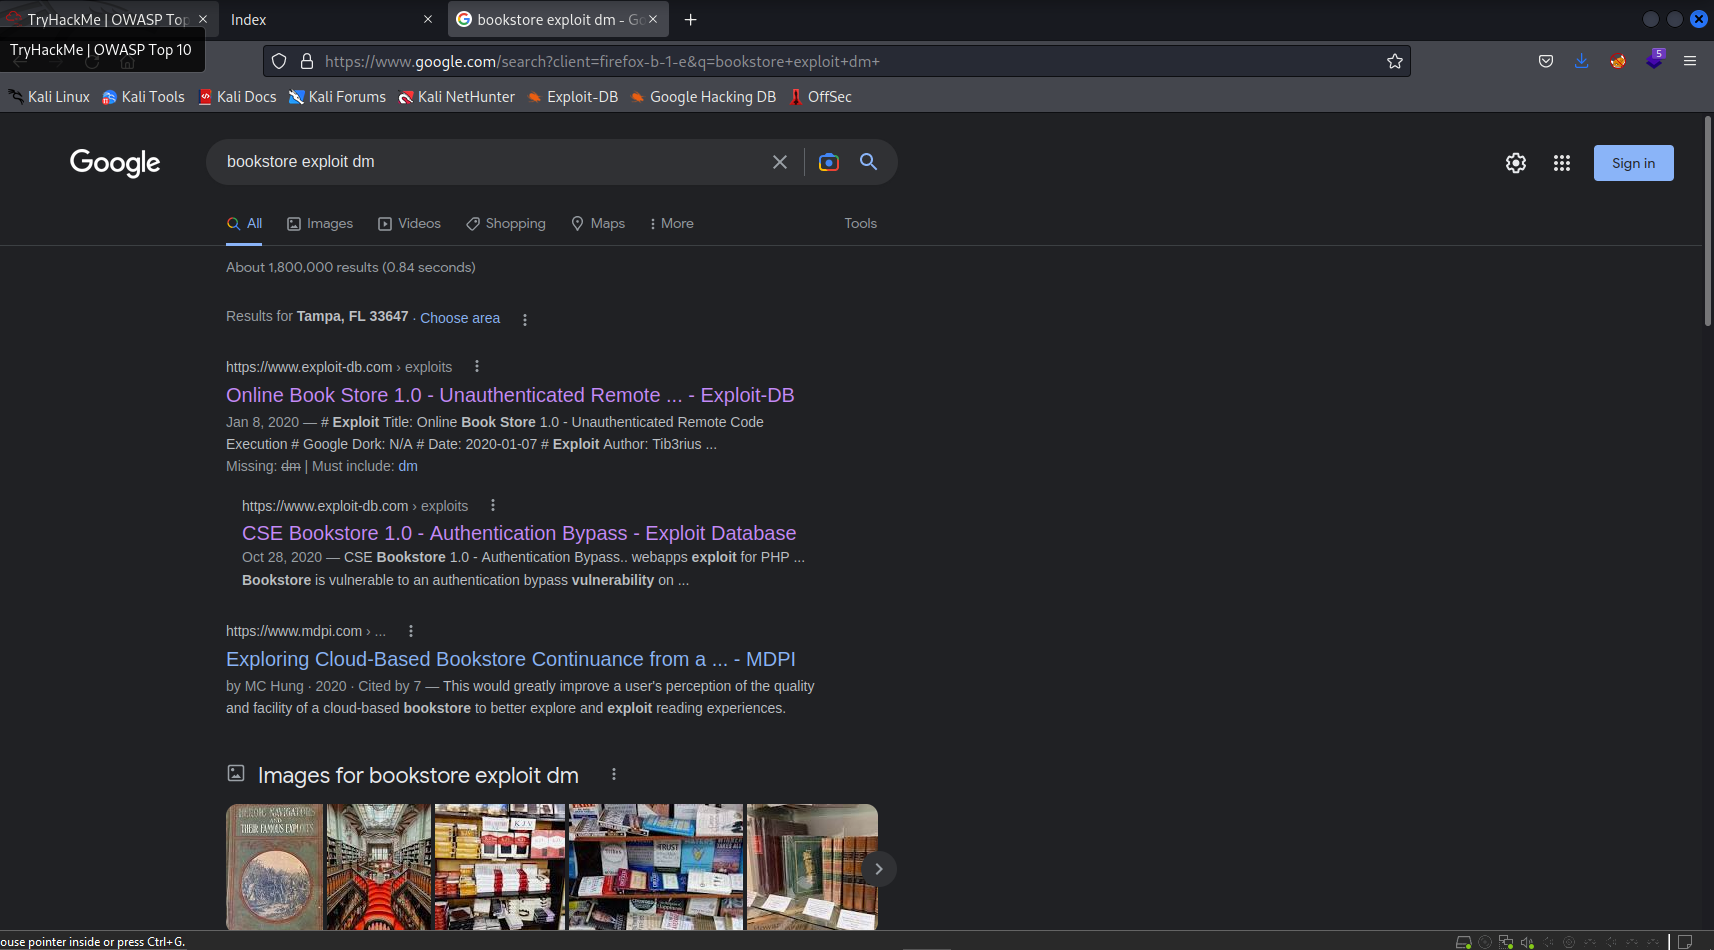 TryHackMe | OWASP Top
Index
bookstore exploit dm - Go
TryHackMe | OWASP Top 10
https://www.google.com/search?client=firefox-b-1-e&q=bookstore+exploit+dm+
5
Kali Linux
Kali Tools
Kali Docs
Kali Forums
Kali NetHunter
Exploit-DB
Google Hacking DB
OffSec
Google
bookstore exploit dm
Sign in
All
Images
Videos
Shopping
Maps
More
Tools
About 1,800,000 results (0.84 seconds)
Results for Tampa, FL 33647 · Choose area
https://www.exploit-db.com › exploits
Online Book Store 1.0 - Unauthenticated Remote ... - Exploit-DB
Jan 8, 2020 — # Exploit Title: Online Book Store 1.0 - Unauthenticated Remote Code
Execution # Google Dork: N/A # Date: 2020-01-07 # Exploit Author: Tib3rius ...
Missing: dm | Must include: dm
https://www.exploit-db.com › exploits
CSE Bookstore 1.0 - Authentication Bypass - Exploit Database
Oct 28, 2020 — CSE Bookstore 1.0 - Authentication Bypass.. webapps exploit for PHP ...
Bookstore is vulnerable to an authentication bypass vulnerability on ...
https://www.mdpi.com › ...
Exploring Cloud-Based Bookstore Continuance from a ... - MDPI
by MC Hung · 2020 · Cited by 7 — This would greatly improve a user's perception of the quality
and facility of a cloud-based bookstore to better explore and exploit reading experiences.
Images for bookstore exploit dm
HEROIC NAVIGATORS
AND
THEIR FAMOUS EXPLOITS
KJV
TRUST
ouse pointer inside or press Ctrl+G.